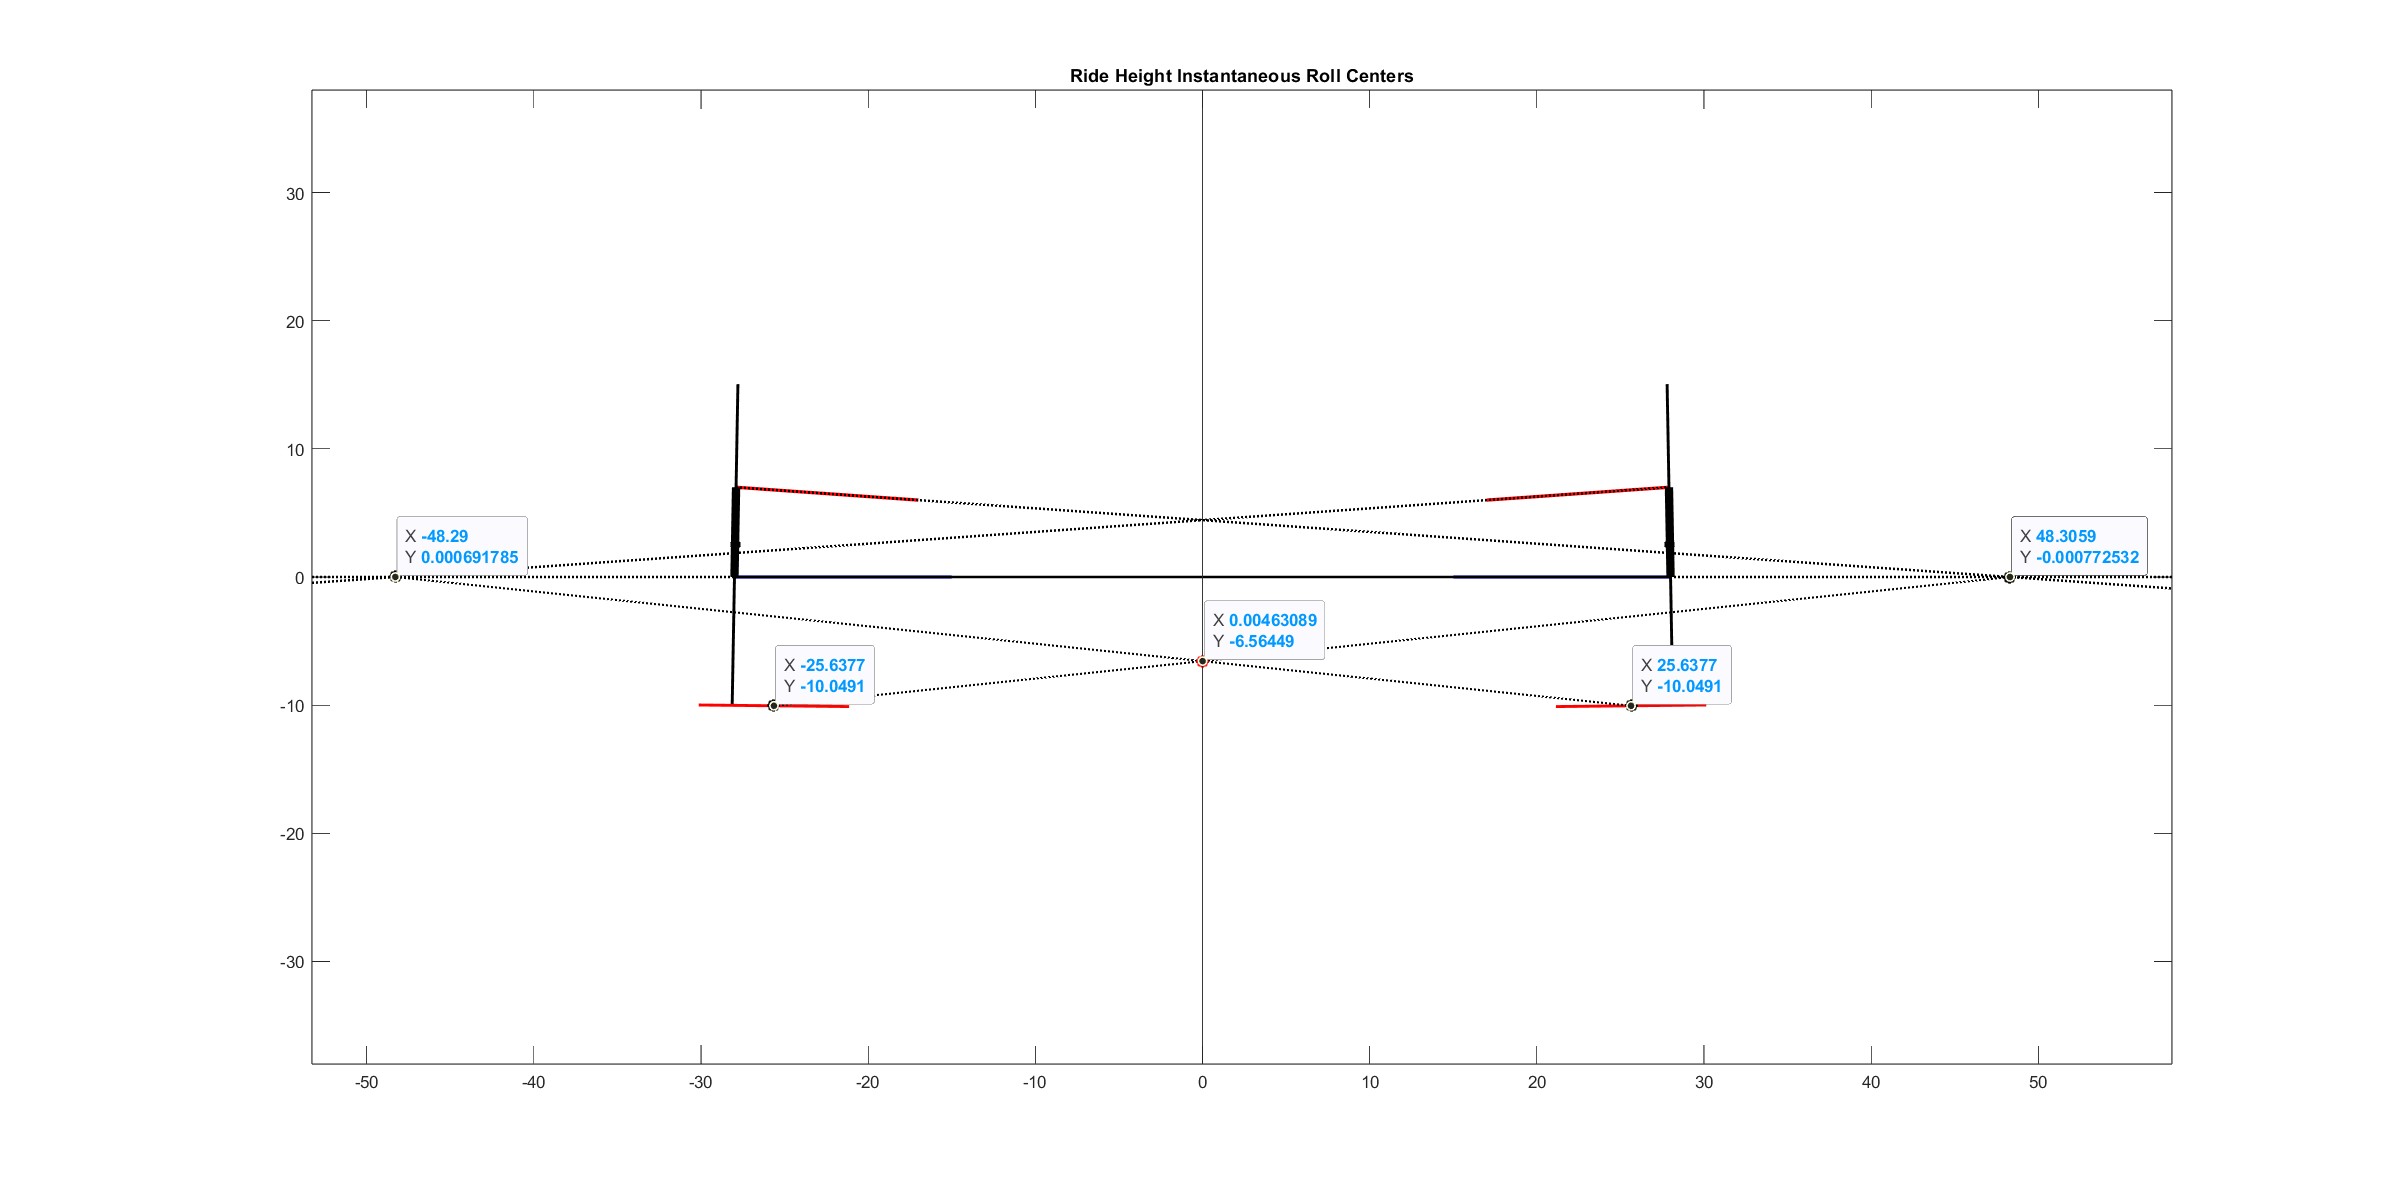 Ride Height Instantaneous Roll Centers
30
20
10
0
-10
-20
-30
X -48.29
Y 0.000691785
X 48.3059
Y -0.000772532
X 0.00463089
Y -6.56449
X -25.6377
Y -10.0491
X 25.6377
Y -10.0491
-50
-40
-30
-20
-10
0
10
20
30
40
50